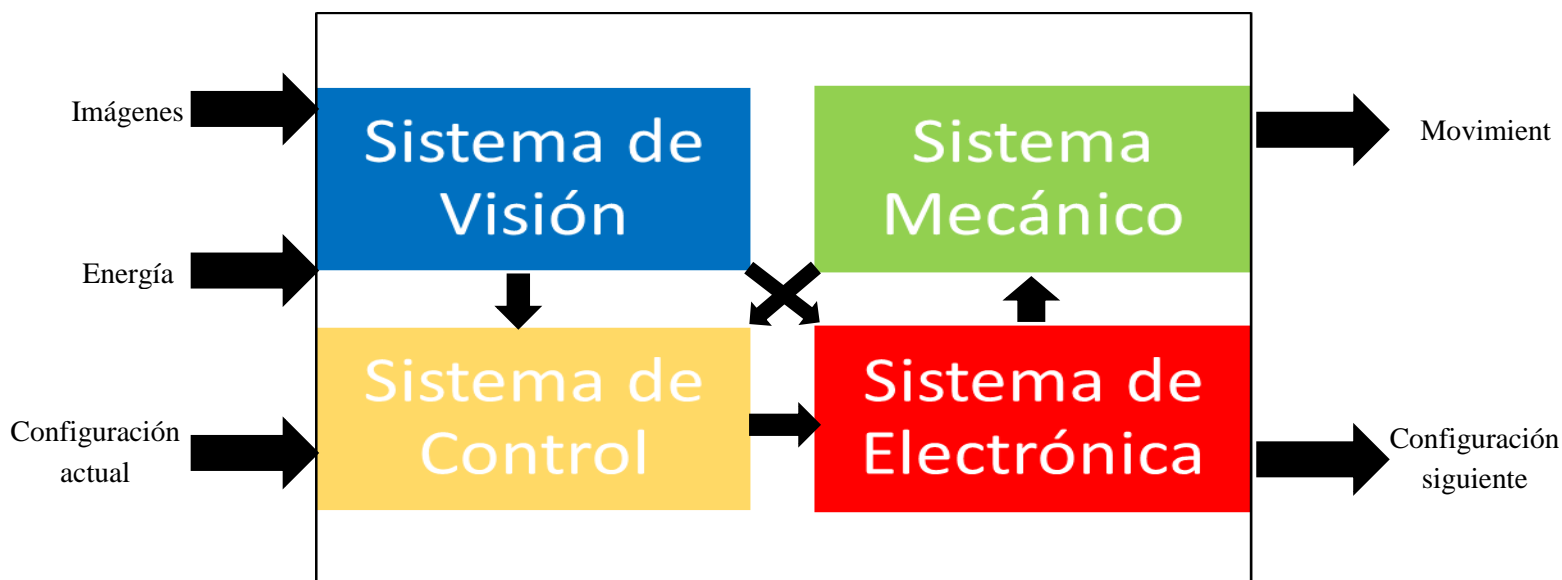 Imágenes
Energía
Configuración
actual
Sistema de
Visión
Sistema
Mecánico
Sistema de
Control
Sistema de
Electrónica
Movimient
Configuración
siguiente